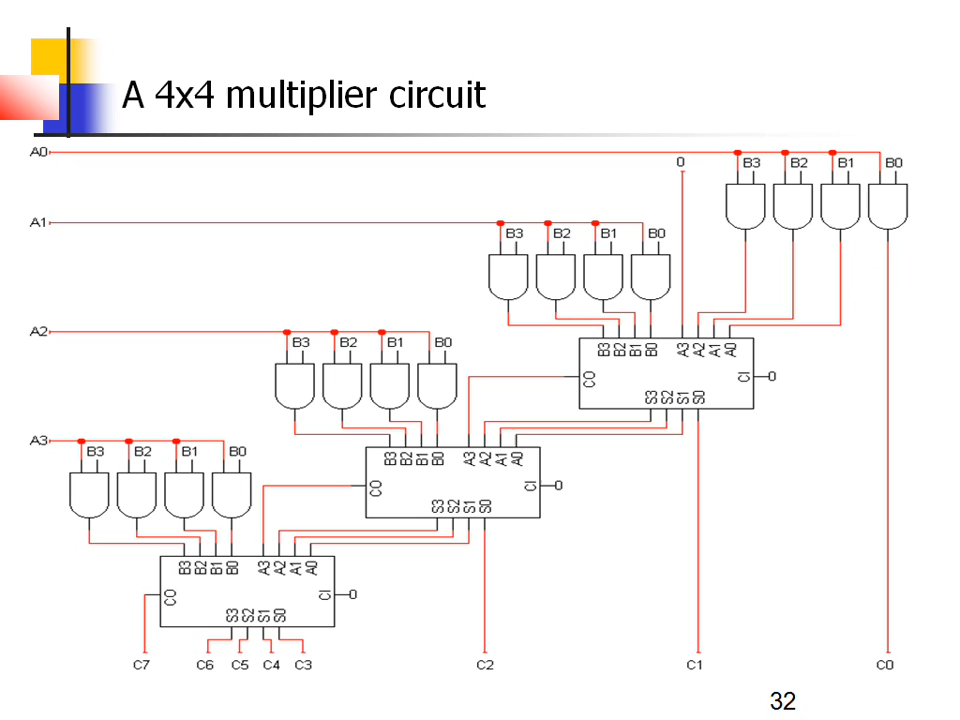 A 4x4 multiplier circuit
A0
0
B3 B2 B1 B0
A1
B3 B2 B1 B0
A2
B3 B2 B1 B0 A3 A2 A1 A0
CO CI 0
S3 S2 S1 S0
B3 B2 B1 B0
A3
B3 B2 B1 B0 A3 A2 A1 A0
CO CI 0
S3 S2 S1 S0
B3 B2 B1 B0
B3 B2 B1 B0 A3 A2 A1 A0
CO CI 0
S3 S2 S1 S0
C7 C6 C5 C4 C3 C2 C1 C0
32